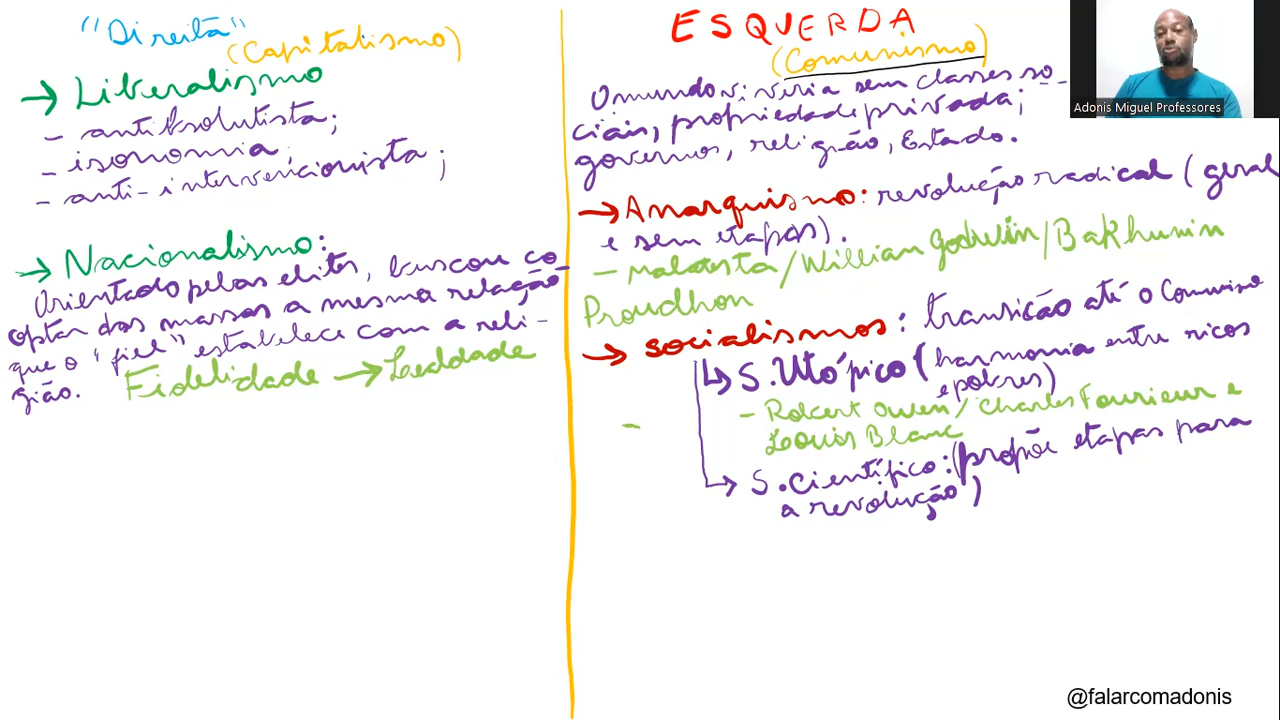 "Direita"
(Capitalismo)
→ Liberalismo
- antiabsolutista;
- isonomia;
- anti-intervencionista;
→ Nacionalismo:
Orientado pelas elites, buscou co-
optar das massas a mesma relação
que o "fiel" estabelece com a reli-
gião.
Fidelidade → Lealdade
ESQUERDA
(Comunismo)
O mundo viveria sem classes so-
ciais, propriedade privada;
governos, religião, Estado.
→ Anarquismo: revolução radical (geral
e sem etapas).
- Malatesta/Willian Godwin/Bakhunin
Proudhon
→ socialismos: transição até o Comunismo
↳ S. Utópico (harmonia entre ricos
e pobres)
- Robert Owen/Charles Fourieur e
Louis Blanc
-
→ S. Científico: (propõe etapas para
a revolução)
Adonis Miguel Professores
@falarcomadonis